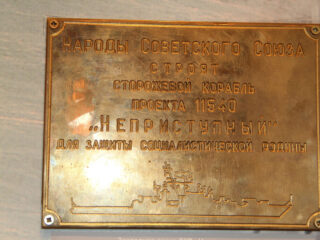 Народы Советского Союза
строят
сторожевой корабль
проекта 11540
„Неприступный"
для защиты социалистической Родины